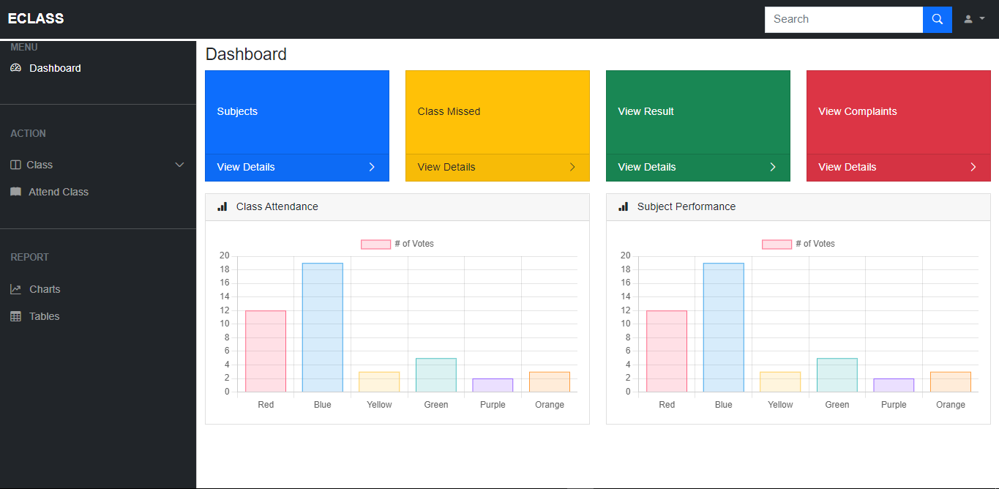 ECLASS
Search
MENU
Dashboard
ACTION
Class
Attend Class
REPORT
Charts
Tables
Dashboard
Subjects
View Details
Class Missed
View Details
View Result
View Details
View Complaints
View Details
Class Attendance
# of Votes
20
18
16
14
12
10
8
6
4
2
0
Red Blue Yellow Green Purple Orange
Subject Performance
# of Votes
20
18
16
14
12
10
8
6
4
2
0
Red Blue Yellow Green Purple Orange